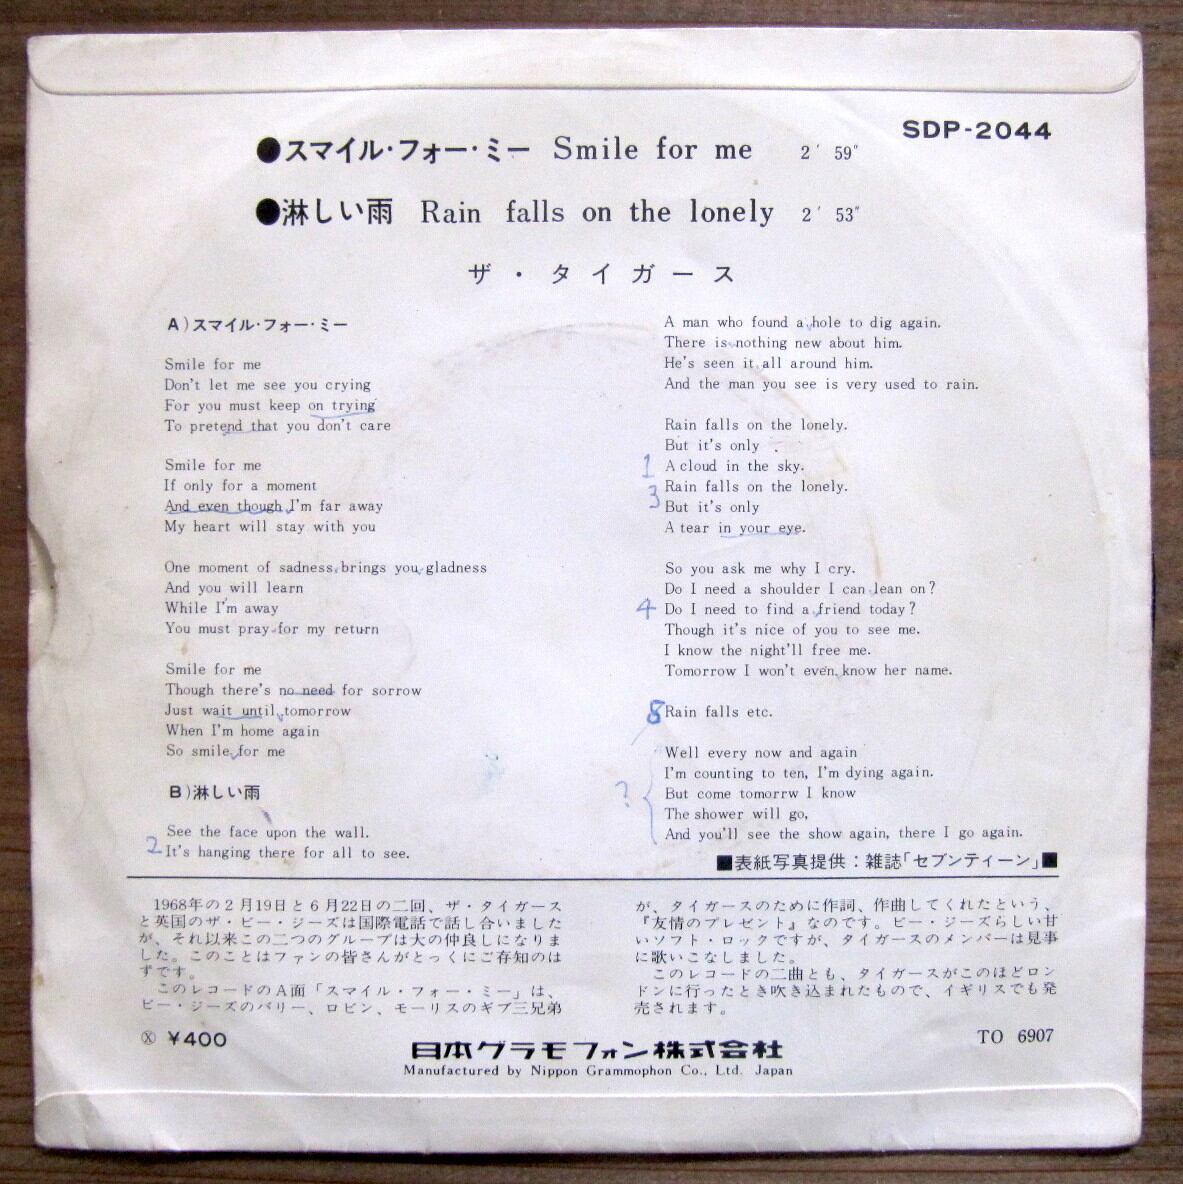 SDP-2044
●スマイル・フォー・ミー Smile for me 2′ 59″
●淋しい雨 Rain falls on the lonely 2′ 53″
ザ・タイガース
A)スマイル・フォー・ミー
Smile for me
Don't let me see you crying
For you must keep on trying
To pretend that you don't care
Smile for me
If only for a moment
And even though I'm far away
My heart will stay with you
One moment of sadness brings you gladness
And you will learn
While I'm away
You must pray for my return
Smile for me
Though there's no need for sorrow
Just wait until tomorrow
When I'm home again
So smile for me
B)淋しい雨
See the face upon the wall.
2 It's hanging there for all to see.
A man who found a hole to dig again.
There is nothing new about him.
He's seen it all around him.
And the man you see is very used to rain.
Rain falls on the lonely.
But it's only
1 A cloud in the sky.
3 Rain falls on the lonely.
But it's only
A tear in your eye.
So you ask me why I cry.
Do I need a shoulder I can lean on?
4 Do I need to find a friend today?
Though it's nice of you to see me.
I know the night'll free me.
Tomorrow I won't even know her name.
Rain falls etc.
Well every now and again
I'm counting to ten, I'm dying again.
? But come tomorrw I know
The shower will go,
And you'll see the show again, there I go again.
■表紙写真提供：雑誌「セブンティーン」■
1968年の2月19日と6月22日の二回、ザ・タイガース
と英国のザ・ビー・ジーズは国際電話で話し合いました
が、それ以来この二つのグループは大の仲良しになりま
した。このことはファンの皆さんがとっくにご存知のは
ずです。
このレコードのA面「スマイル・フォー・ミー」は、
ビー・ジーズのバリー、ロビン、モーリスのギブ三兄弟
が、タイガースのために作詞、作曲してくれたという、
『友情のプレゼント』なのです。ビー・ジーズらしい甘
いソフト・ロックですが、タイガースのメンバーは見事
に歌いこなしました。
このレコードの二曲とも、タイガースがこのほどロン
ドンに行ったとき吹き込まれたもので、イギリスでも発
売されます。
Ⓧ ¥400
TO 6907
日本グラモフォン株式会社
Manufactured by Nippon Grammophon Co., Ltd. Japan